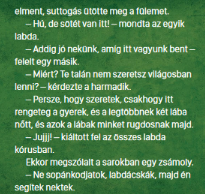 elment, suttogás ütötte meg a fülemet.
– Hű, de sötét van itt! – mondta az egyik
labda.
– Addig jó nekünk, amíg itt vagyunk bent –
felelt egy másik.
– Miért? Te talán nem szeretsz világosban
lenni? – kérdezte a harmadik.
– Persze, hogy szeretek, csakhogy itt
rengeteg a gyerek, és a legtöbbnek két lába
nőtt, és azok a lábak minket rugdosnak majd.
– Jujjj! – kiáltott fel az összes labda
kórusban.
Ekkor megszólalt a sarokban egy zsámoly.
– Ne sopánkodjatok, labdácskák, majd én
segítek nektek.